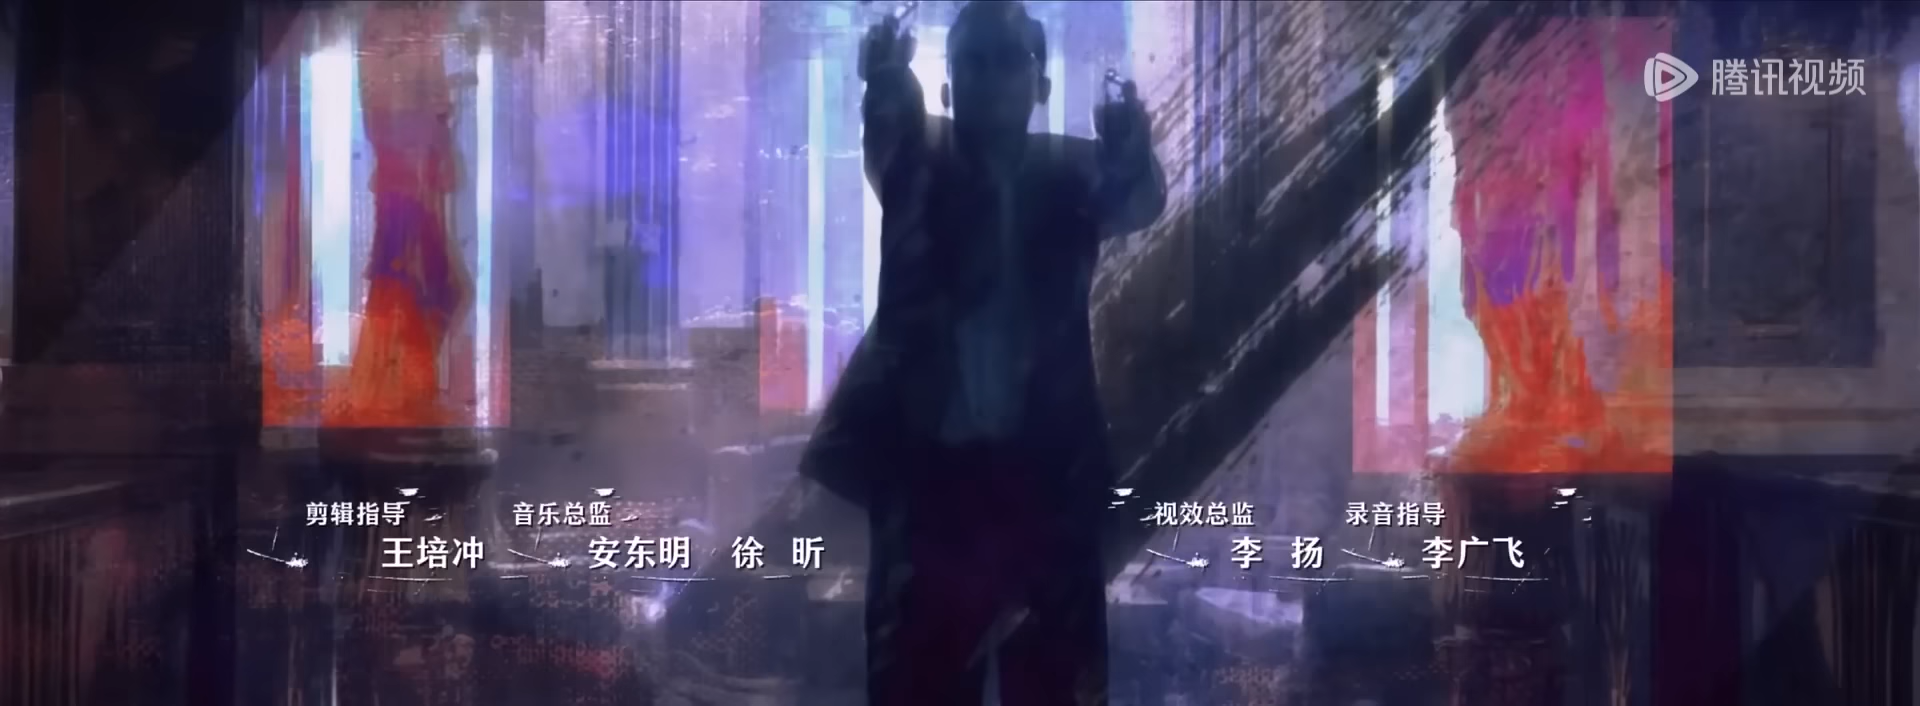 腾讯视频
剪辑指导 音乐总监 视效总监 录音指导
王培冲 安东明 徐 昕 李 扬 李广飞